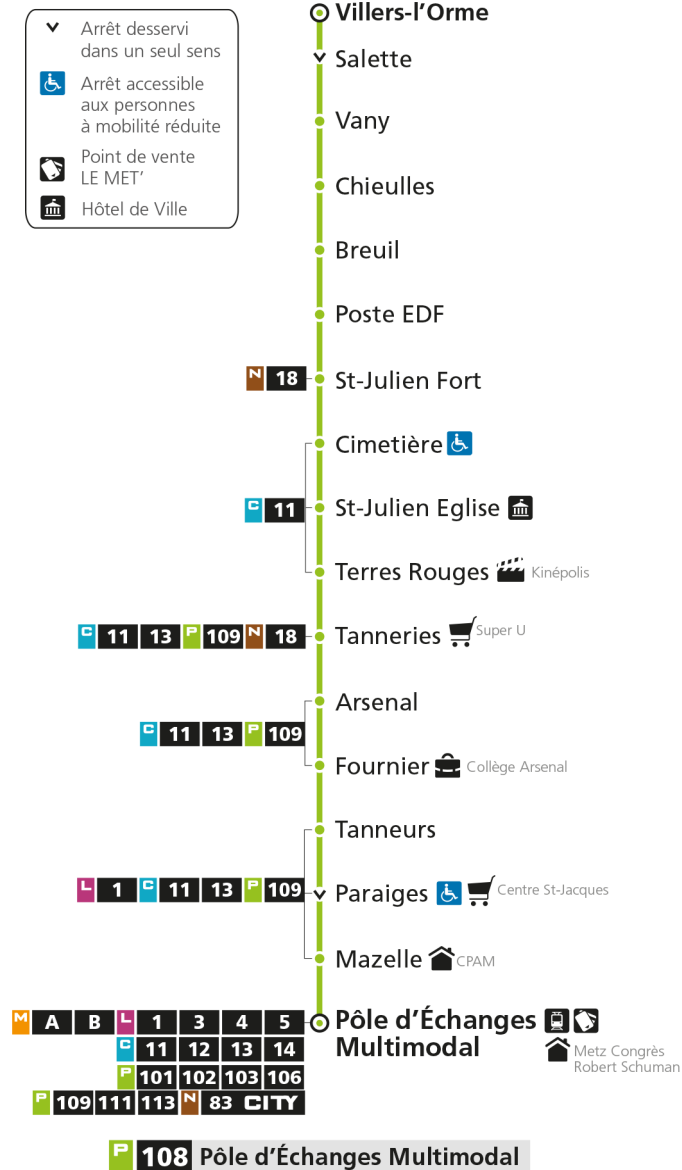 Villers-l'Orme
Arrêt desservi
dans un seul sens
Arrêt accessible
aux personnes
à mobilité réduite
Point de vente
LE MET'
Hôtel de Ville
Salette
Vany
Chieulles
Breuil
Poste EDF
N 18 St-Julien Fort
Cimetière
C 11 St-Julien Eglise
Terres Rouges Kinépolis
C 11 13 P 109 N 18 Tanneries Super U
Arsenal
C 11 13 P 109
Fournier Collège Arsenal
Tanneurs
L 1 C 11 13 P 109 Paraiges Centre St-Jacques
Mazelle CPAM
M A B L 1 3 4 5 Pôle d'Échanges
C 11 12 13 14 Multimodal Metz Congrès
Robert Schuman
P 101 102 103 106
P 109 111 113 N 83 CITY
P 108 Pôle d'Échanges Multimodal